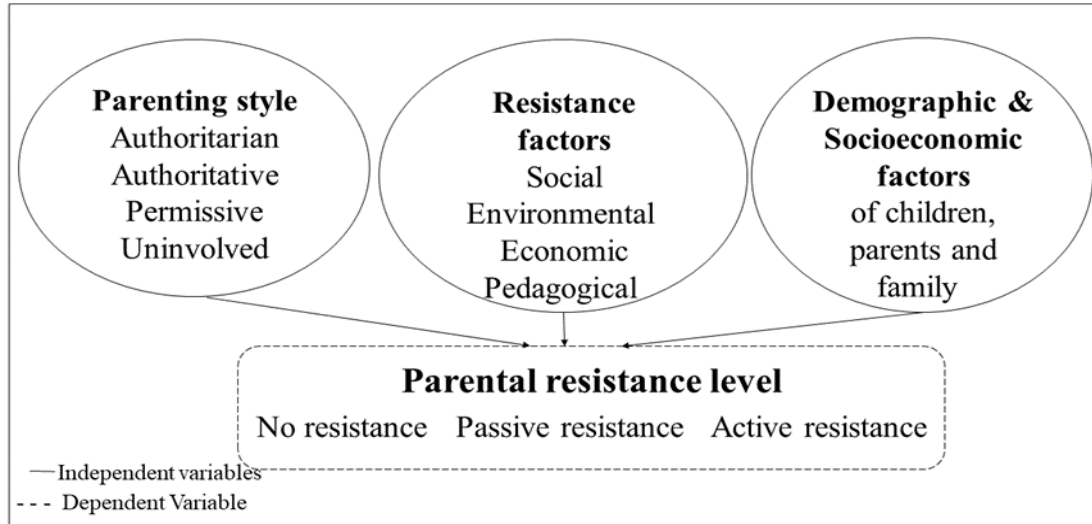 Parenting style
Authoritarian
Authoritative
Permissive
Uninvolved
Resistance
factors
Social
Environmental
Economic
Pedagogical
Demographic &
Socioeconomic
factors
of children,
parents and
family
Parental resistance level
No resistance Passive resistance Active resistance
Independent variables
Dependent Variable